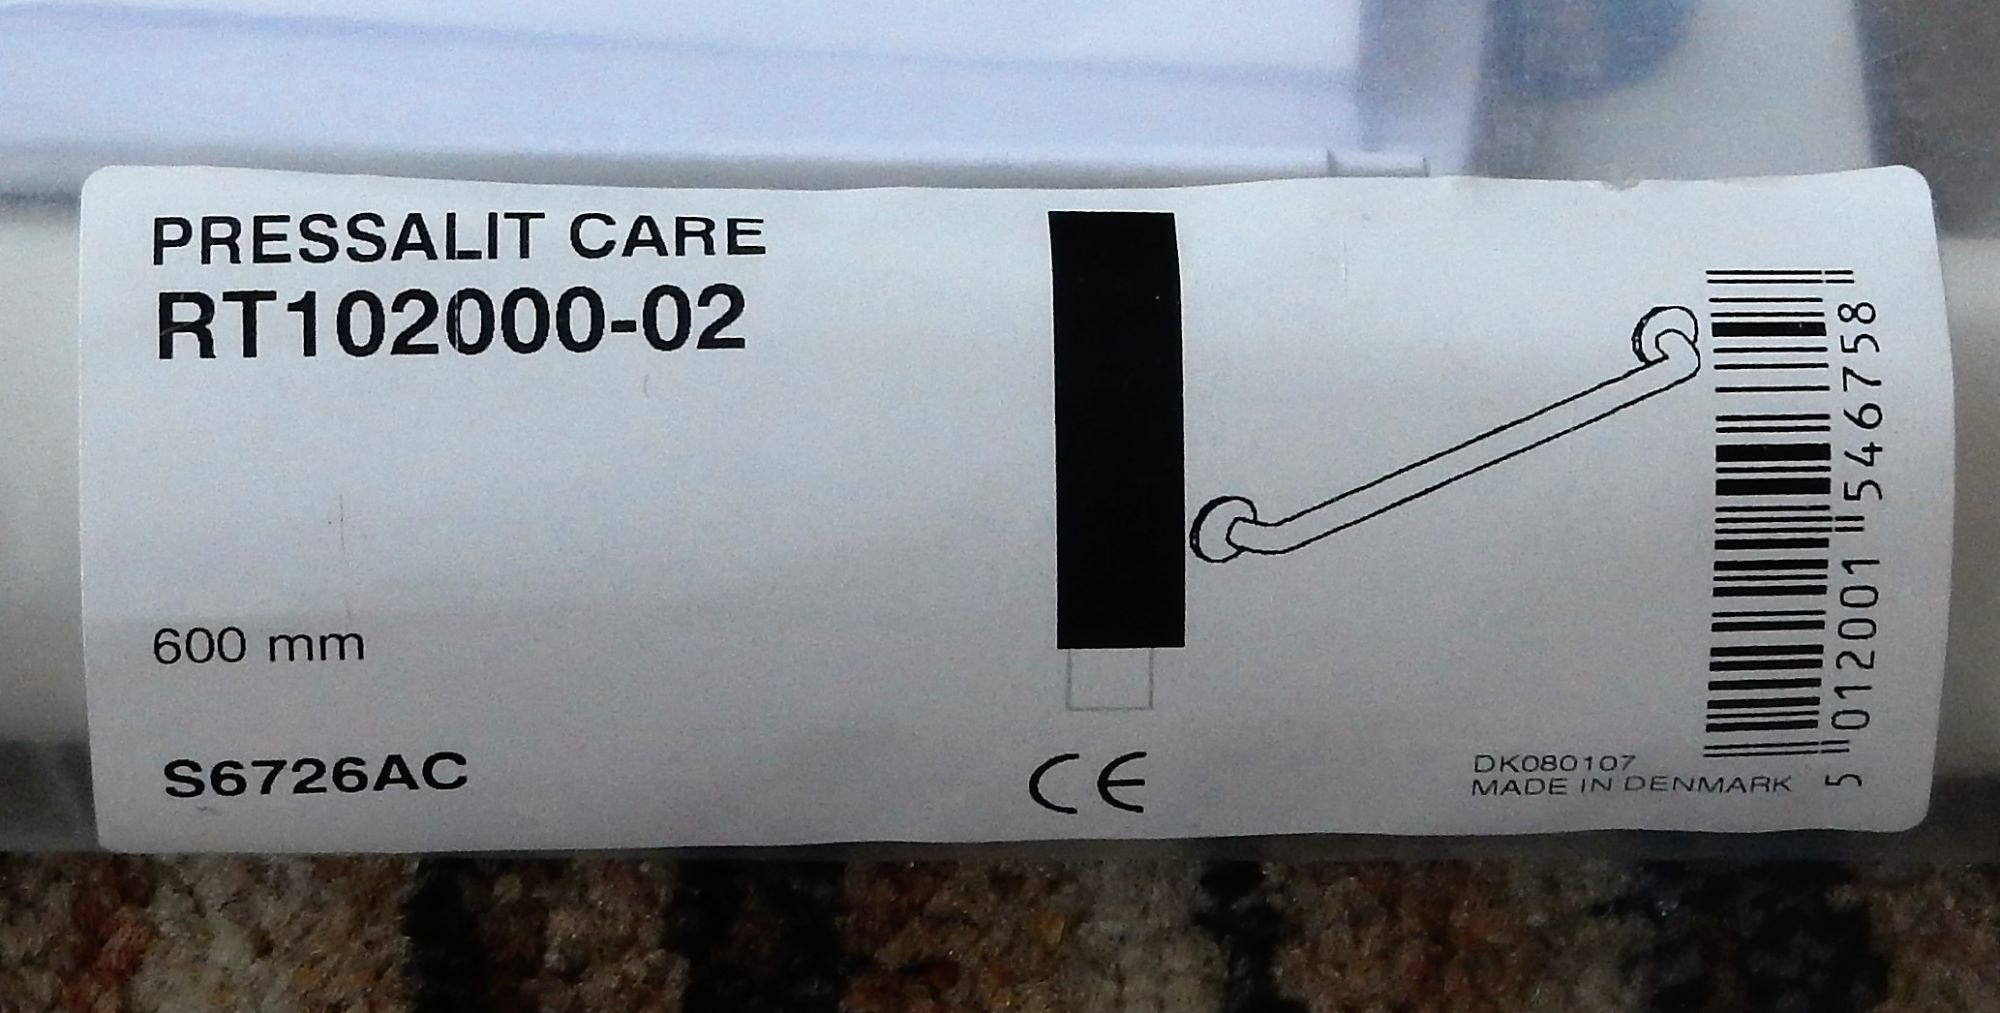 PRESSALIT CARE
RT102000-02
600 mm
S6726AC
CE
DK080107
MADE IN DENMARK
5 012001 546758